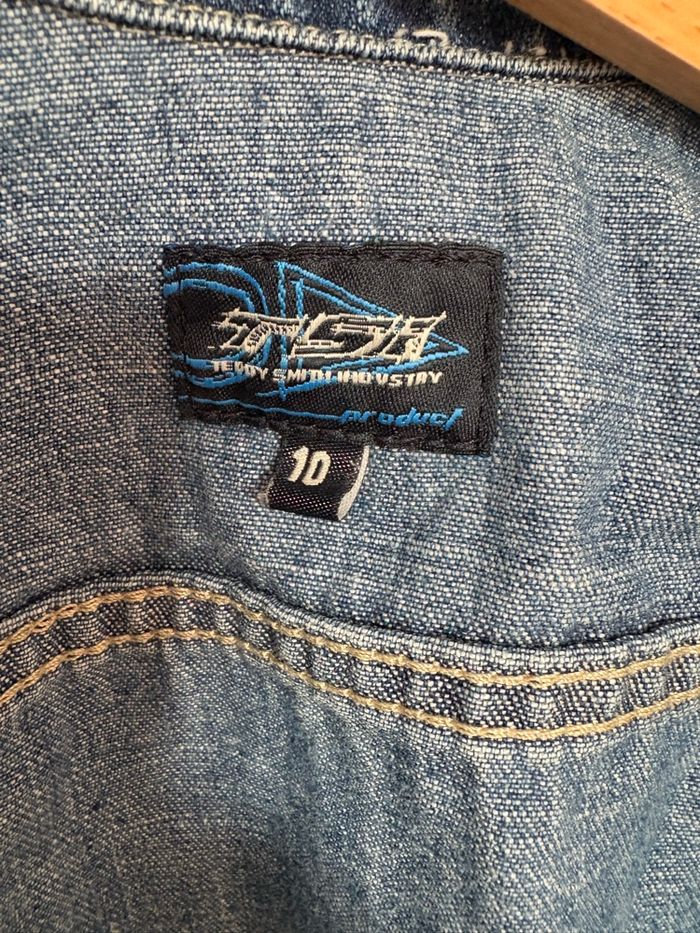 TSI
TEDDY SMITH INDUSTRY
product
10